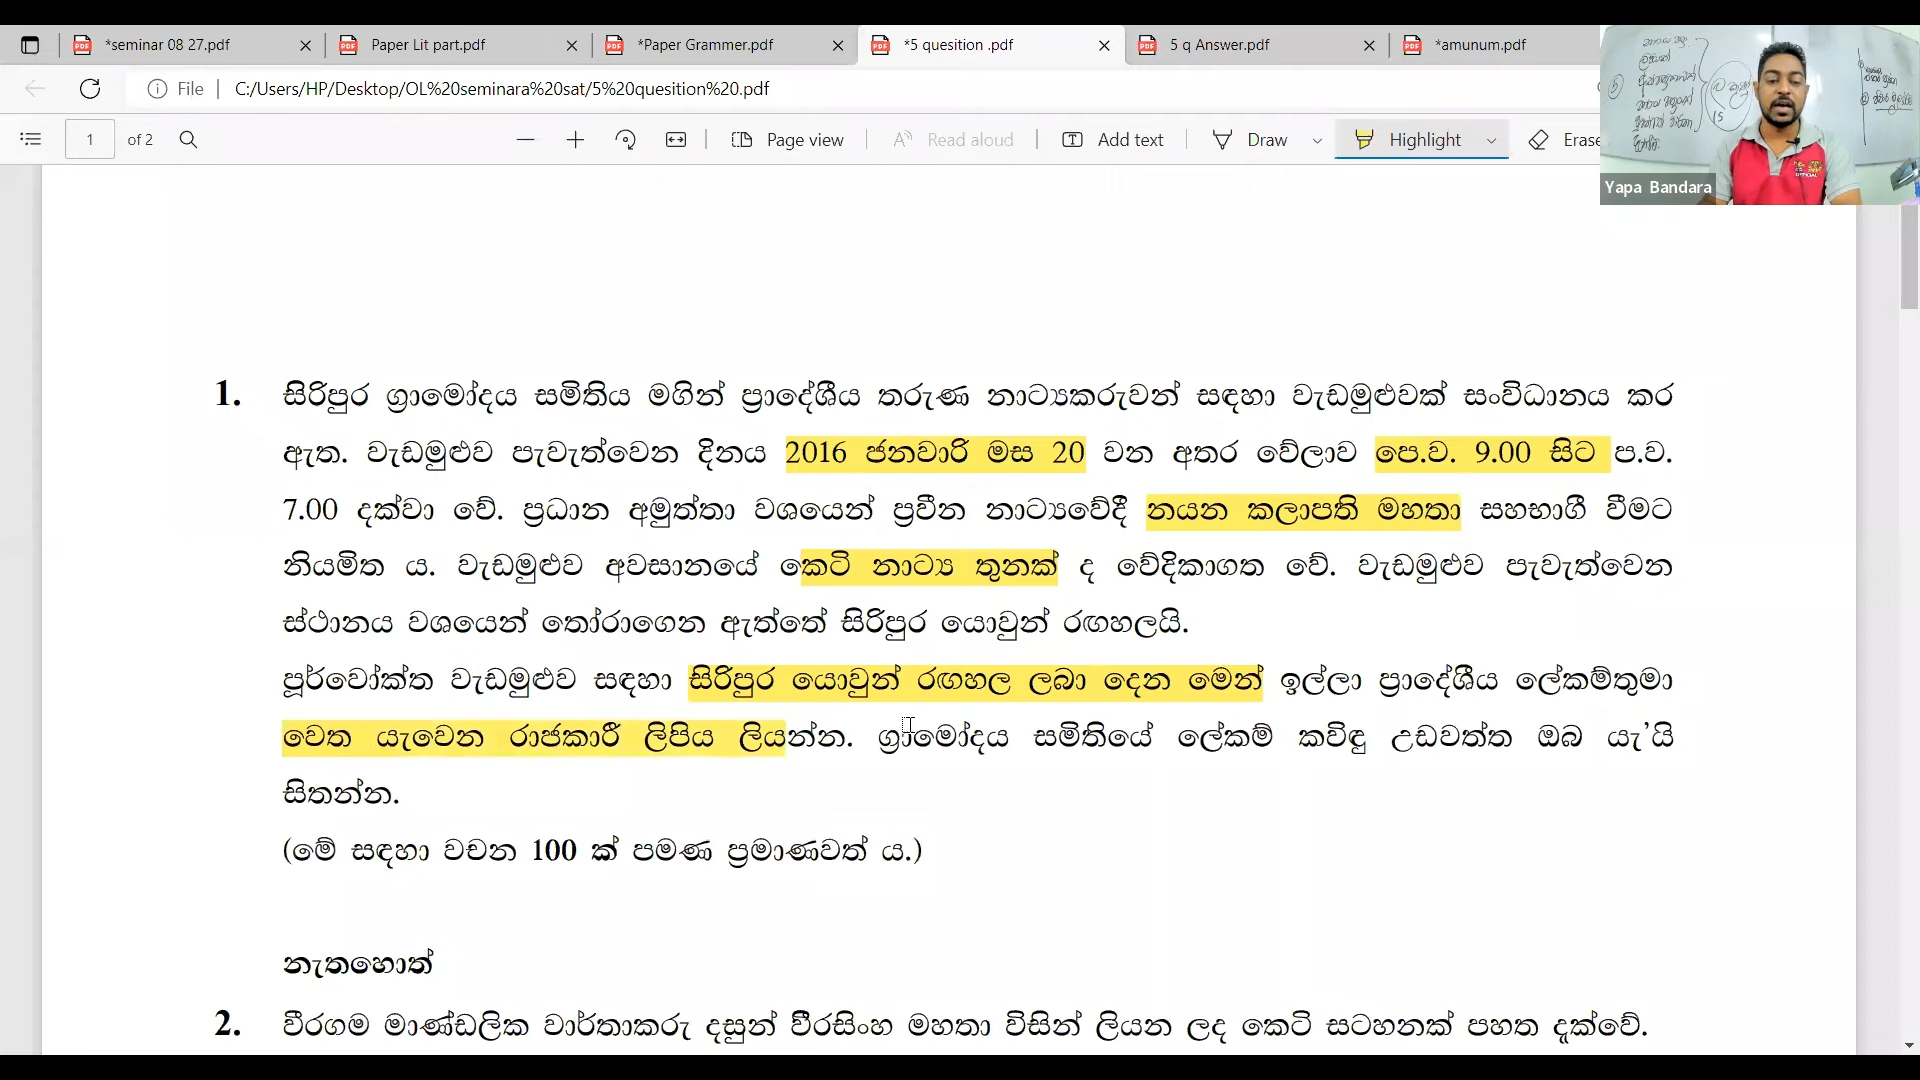 *seminar 08 27.pdf
Paper Lit part.pdf
*Paper Grammer.pdf
*5 quesition .pdf
5 q Answer.pdf
*amunum.pdf
File
C:/Users/HP/Desktop/OL%20seminara%20sat/5%20quesition%20.pdf
1 of 2
Page view
Read aloud
Add text
Draw
Highlight
Erase
Yapa Bandara
1. සිරිපුර ග්‍රාමෝදය සමිතිය මගින් ප්‍රාදේශීය තරුණ නාට්‍යකරුවන් සඳහා වැඩමුළුවක් සංවිධානය කර
ඇත. වැඩමුළුව පැවැත්වෙන දිනය 2016 ජනවාරි මස 20 වන අතර වේලාව පෙ.ව. 9.00 සිට ප.ව.
7.00 දක්වා වේ. ප්‍රධාන අමුත්තා වශයෙන් ප්‍රවීන නාට්‍යවේදී නයන කලාපති මහතා සහභාගී වීමට
නියමිත ය. වැඩමුළුව අවසානයේ කෙටි නාට්‍ය තුනක් ද වේදිකාගත වේ. වැඩමුළුව පැවැත්වෙන
ස්ථානය වශයෙන් තෝරාගෙන ඇත්තේ සිරිපුර යොවුන් රඟහලයි.
පූර්වෝක්ත වැඩමුළුව සඳහා සිරිපුර යොවුන් රඟහල ලබා දෙන මෙන් ඉල්ලා ප්‍රාදේශීය ලේකම්තුමා
වෙත යැවෙන රාජකාරී ලිපිය ලියන්න. ග්‍රාමෝදය සමිතියේ ලේකම් කවිඳු උඩවත්ත ඔබ යැ'යි
සිතන්න.
(මේ සඳහා වචන 100 ක් පමණ ප්‍රමාණවත් ය.)
නැතහොත්
2. වීරගම මාණ්ඩලික වාර්තාකරු දසුන් වීරසිංහ මහතා විසින් ලියන ලද කෙටි සටහනක් පහත දැක්වේ.